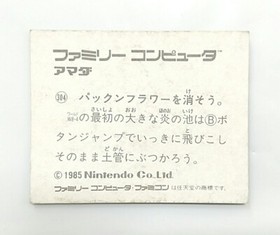 ファミリー コンピュータ™
アマダ
304 パックンフラワーを消そう。
の最初の大きな炎の池はⒷボ
タンジャンプでいっきに飛びこし
そのまま土管にぶつかろう。
©1985 Nintendo Co.,Ltd.
ファミリーコンピュータ・ファミコンは任天堂の商標です。